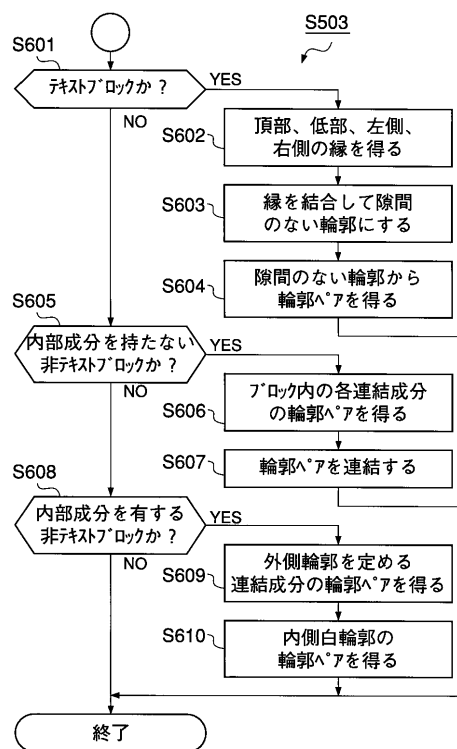 S503
S601
テキストブロックか？
YES
NO
S602
頂部、低部、左側、
右側の縁を得る
S603
縁を結合して隙間
のない輪郭にする
S604
隙間のない輪郭から
輪郭ペアを得る
S605
内部成分を持たない
非テキストブロックか？
YES
NO
S606
ブロック内の各連結成分
の輪郭ペアを得る
S607
輪郭ペアを連結する
S608
内部成分を有する
非テキストブロックか？
YES
NO
S609
外側輪郭を定める
連結成分の輪郭ペアを得る
S610
内側白輪郭の
輪郭ペアを得る
終了